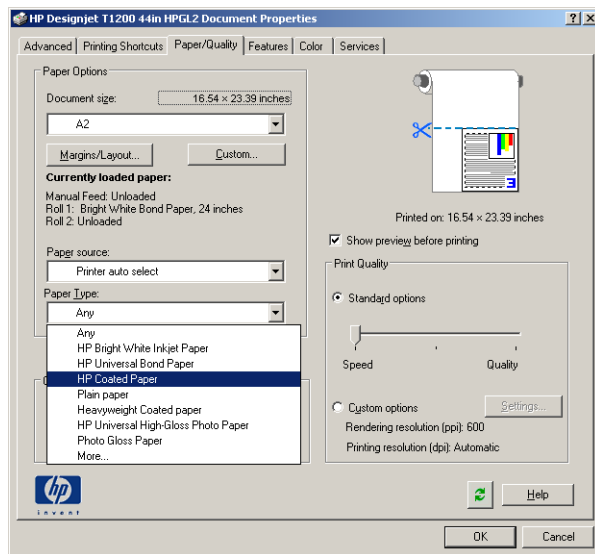 HP Designjet T1200 44in HPGL2 Document Properties
Advanced Printing Shortcuts Paper/Quality Features Color Services
Paper Options
Document size: 16.54 × 23.39 inches
A2
Margins/Layout... Custom...
Currently loaded paper:
Manual Feed: Unloaded
Roll 1: Bright White Bond Paper, 24 inches
Roll 2: Unloaded
Paper source:
Printer auto select
Paper Type:
Any
Any
HP Bright White Inkjet Paper
HP Universal Bond Paper
HP Coated Paper
Plain paper
Heavyweight Coated paper
HP Universal High-Gloss Photo Paper
Photo Gloss Paper
More...
3
Printed on: 16.54 × 23.39 inches
Show preview before printing
Print Quality
Standard options
Speed Quality
Custom options Settings...
Rendering resolution (ppi): 600
Printing resolution (dpi): Automatic
hp
invent
Help
OK Cancel